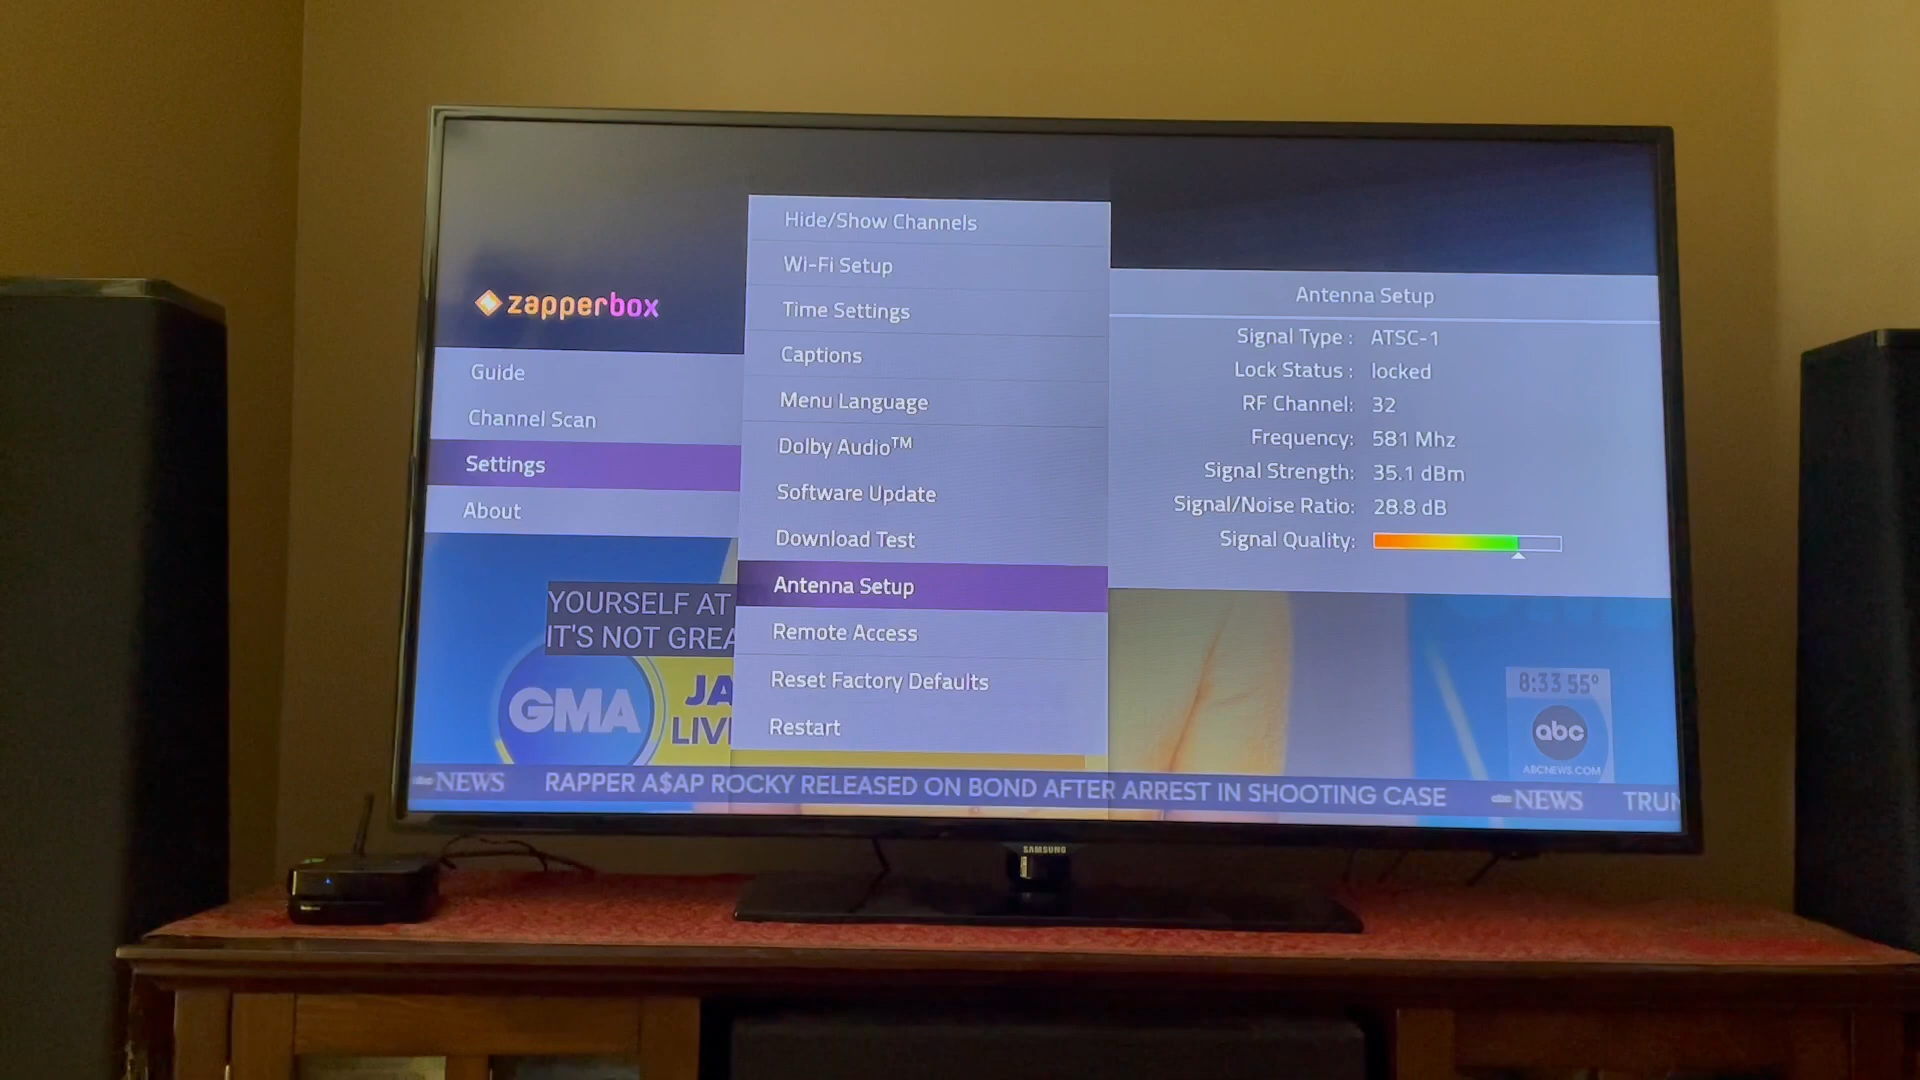 zapperbox
Guide
Channel Scan
Settings
About
Hide/Show Channels
Wi-Fi Setup
Time Settings
Captions
Menu Language
Dolby Audio™
Software Update
Download Test
Antenna Setup
Remote Access
Reset Factory Defaults
Restart
Antenna Setup
Signal Type : ATSC-1
Lock Status : locked
RF Channel: 32
Frequency: 581 Mhz
Signal Strength: 35.1 dBm
Signal/Noise Ratio: 28.8 dB
Signal Quality:
YOURSELF AT
IT'S NOT GREA
GMA
JA
LIV
8:33 55°
abc
ABCNEWS.COM
abc NEWS RAPPER A$AP ROCKY RELEASED ON BOND AFTER ARREST IN SHOOTING CASE abc NEWS TRUN
SAMSUNG